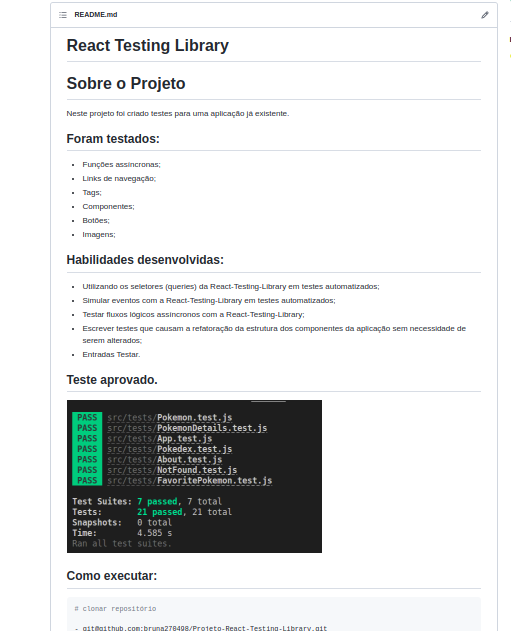 README.md
React Testing Library
Sobre o Projeto
Neste projeto foi criado testes para uma aplicação já existente.
Foram testados:
Funções assíncronas;
Links de navegação;
Tags;
Componentes;
Botões;
Imagens;
Habilidades desenvolvidas:
Utilizando os seletores (queries) da React-Testing-Library em testes automatizados;
Simular eventos com a React-Testing-Library em testes automatizados;
Testar fluxos lógicos assíncronos com a React-Testing-Library;
Escrever testes que causam a refatoração da estrutura dos componentes da aplicação sem necessidade de
serem alterados;
Entradas Testar.
Teste aprovado.
PASS src/tests/Pokemon.test.js
PASS src/tests/PokemonDetails.test.js
PASS src/tests/App.test.js
PASS src/tests/Pokedex.test.js
PASS src/tests/About.test.js
PASS src/tests/NotFound.test.js
PASS src/tests/FavoritePokemon.test.js
Test Suites: 7 passed, 7 total
Tests: 21 passed, 21 total
Snapshots: 0 total
Time: 4.585 s
Ran all test suites.
Como executar:
# clonar repositório
- git@github.com:bruna270498/Projeto-React-Testing-Library.git